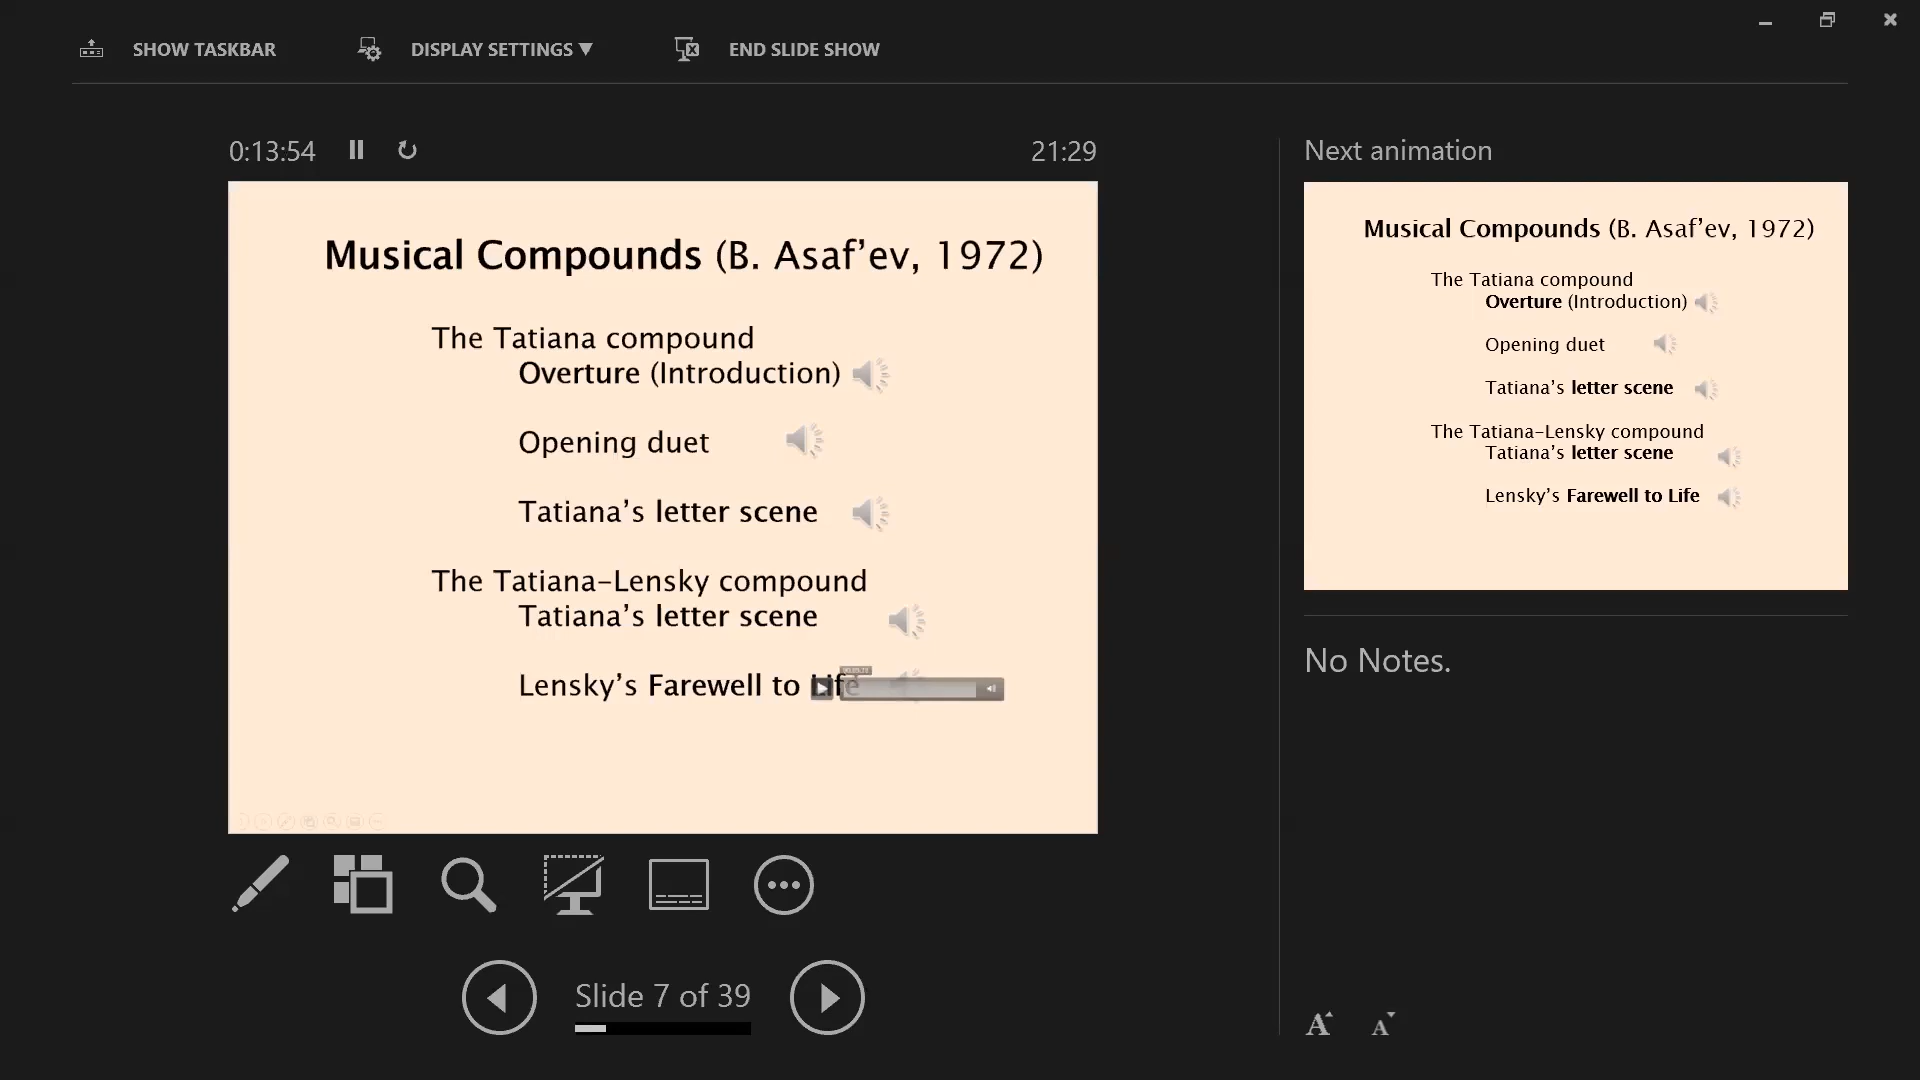 SHOW TASKBAR
DISPLAY SETTINGS ▼
END SLIDE SHOW
0:13:54
21:29
Musical Compounds (B. Asaf’ev, 1972)
The Tatiana compound
Overture (Introduction)
Opening duet
Tatiana’s letter scene
The Tatiana–Lensky compound
Tatiana’s letter scene
Lensky’s Farewell to Life
Slide 7 of 39
Next animation
Musical Compounds (B. Asaf’ev, 1972)
The Tatiana compound
Overture (Introduction)
Opening duet
Tatiana’s letter scene
The Tatiana–Lensky compound
Tatiana’s letter scene
Lensky’s Farewell to Life
No Notes.
A A